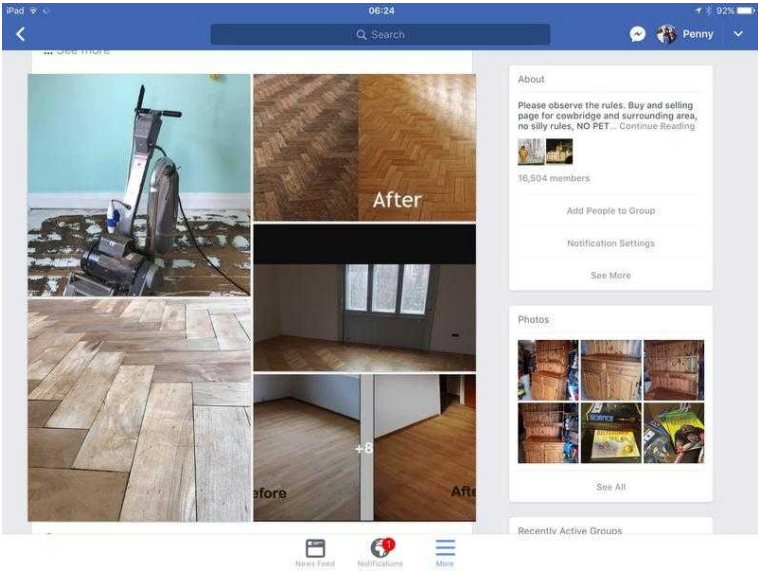 iPad
06:24
92%
Search
Penny
... See more
After
+8
efore
Afte
About
Please observe the rules. Buy and selling
page for cowbridge and surrounding area,
no silly rules, NO PET... Continue Reading
16,504 members
Add People to Group
Notification Settings
See More
Photos
SCIENCE
See All
Recently Active Groups
News Feed
1
Notifications
More